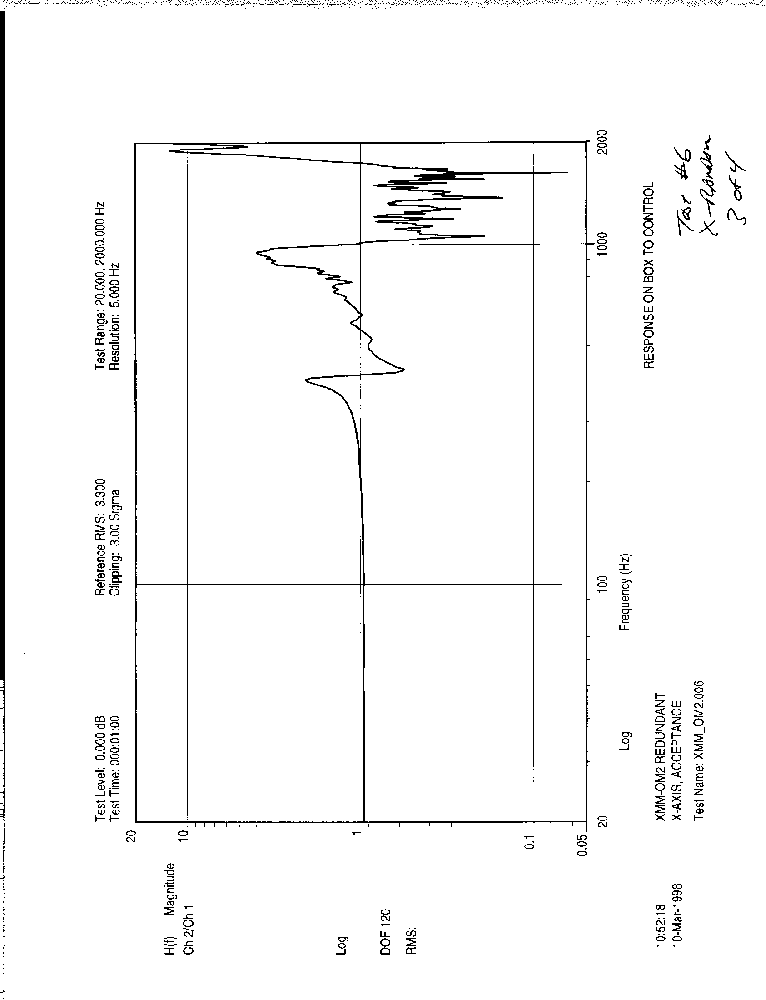 Test Level: 0.000 dB
Test Time: 000:01:00
Reference RMS: 3.300
Clipping: 3.00 Sigma
Test Range: 20.000, 2000.000 Hz
Resolution: 5.000 Hz
H(f) Magnitude
Ch 2/Ch 1
Log
DOF 120
RMS:
20
10
1
0.1
0.05
20
100
1000
2000
Log
Frequency (Hz)
10:52:18
10-Mar-1998
XMM-OM2 REDUNDANT
X-AXIS, ACCEPTANCE
Test Name: XMM_OM2.006
RESPONSE ON BOX TO CONTROL
Test #6
X-Random
3 of 4